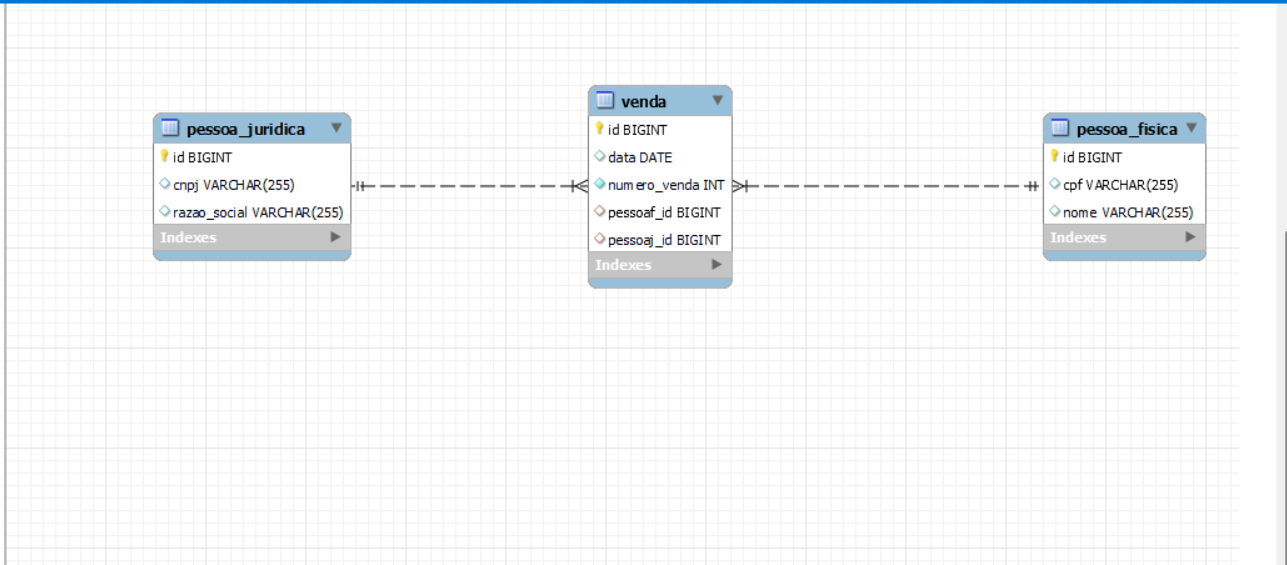 pessoa_juridica
id BIGINT
cnpj VARCHAR(255)
razao_social VARCHAR(255)
Indexes
venda
id BIGINT
data DATE
numero_venda INT
pessoaf_id BIGINT
pessoaj_id BIGINT
Indexes
pessoa_fisica
id BIGINT
cpf VARCHAR(255)
nome VARCHAR(255)
Indexes